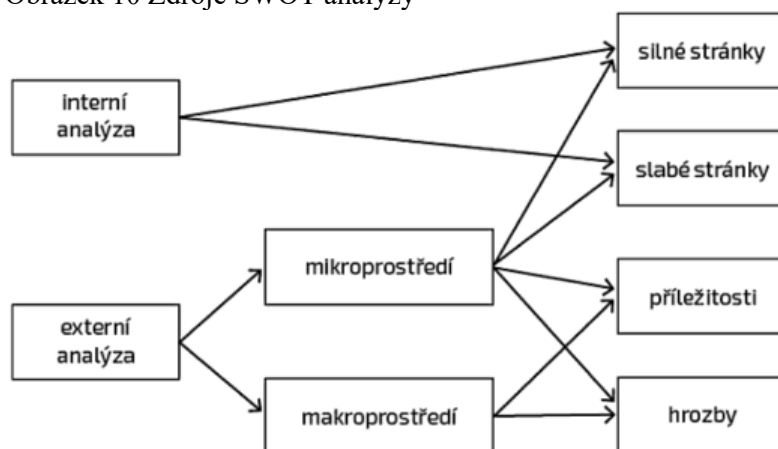 Obrázek 10 Zdroje SWOT analýzy
silné stránky
interní
analýza
slabé stránky
mikroprostředí
příležitosti
externí
analýza
makroprostředí
hrozby